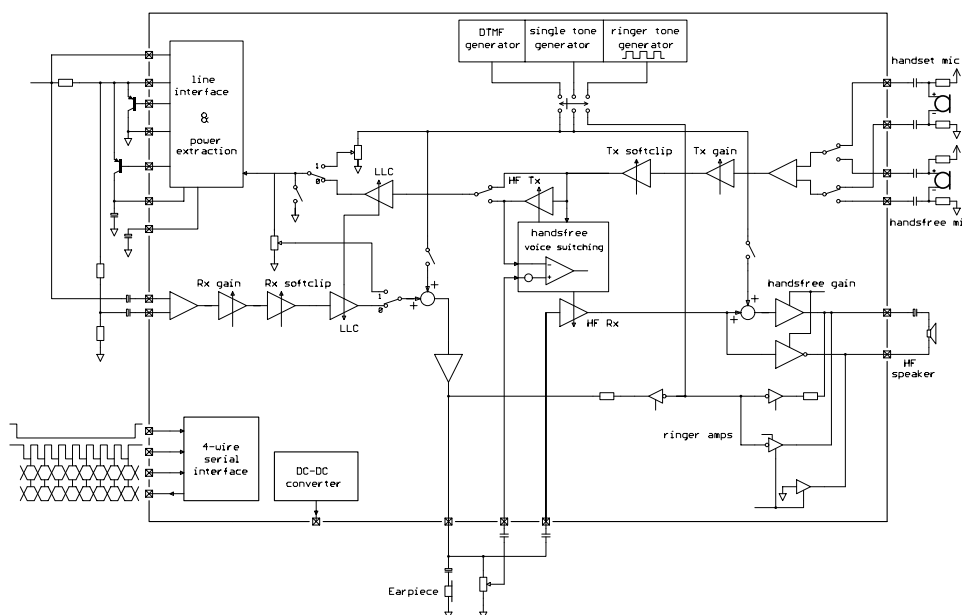 DTMF
generator
single tone
generator
ringer tone
generator
line
interface
&
power
extraction
handset mic
+
-
+
-
handsfree mi
1
0
LLC
HF Tx
Tx softclip
Tx gain
handsfree
voice switching
-
+
Rx gain
Rx softclip
LLC
1
0
+
+
HF Rx
+
+
handsfree gain
HF
speaker
ringer amps
4-wire
serial
interface
DC-DC
converter
Earpiece